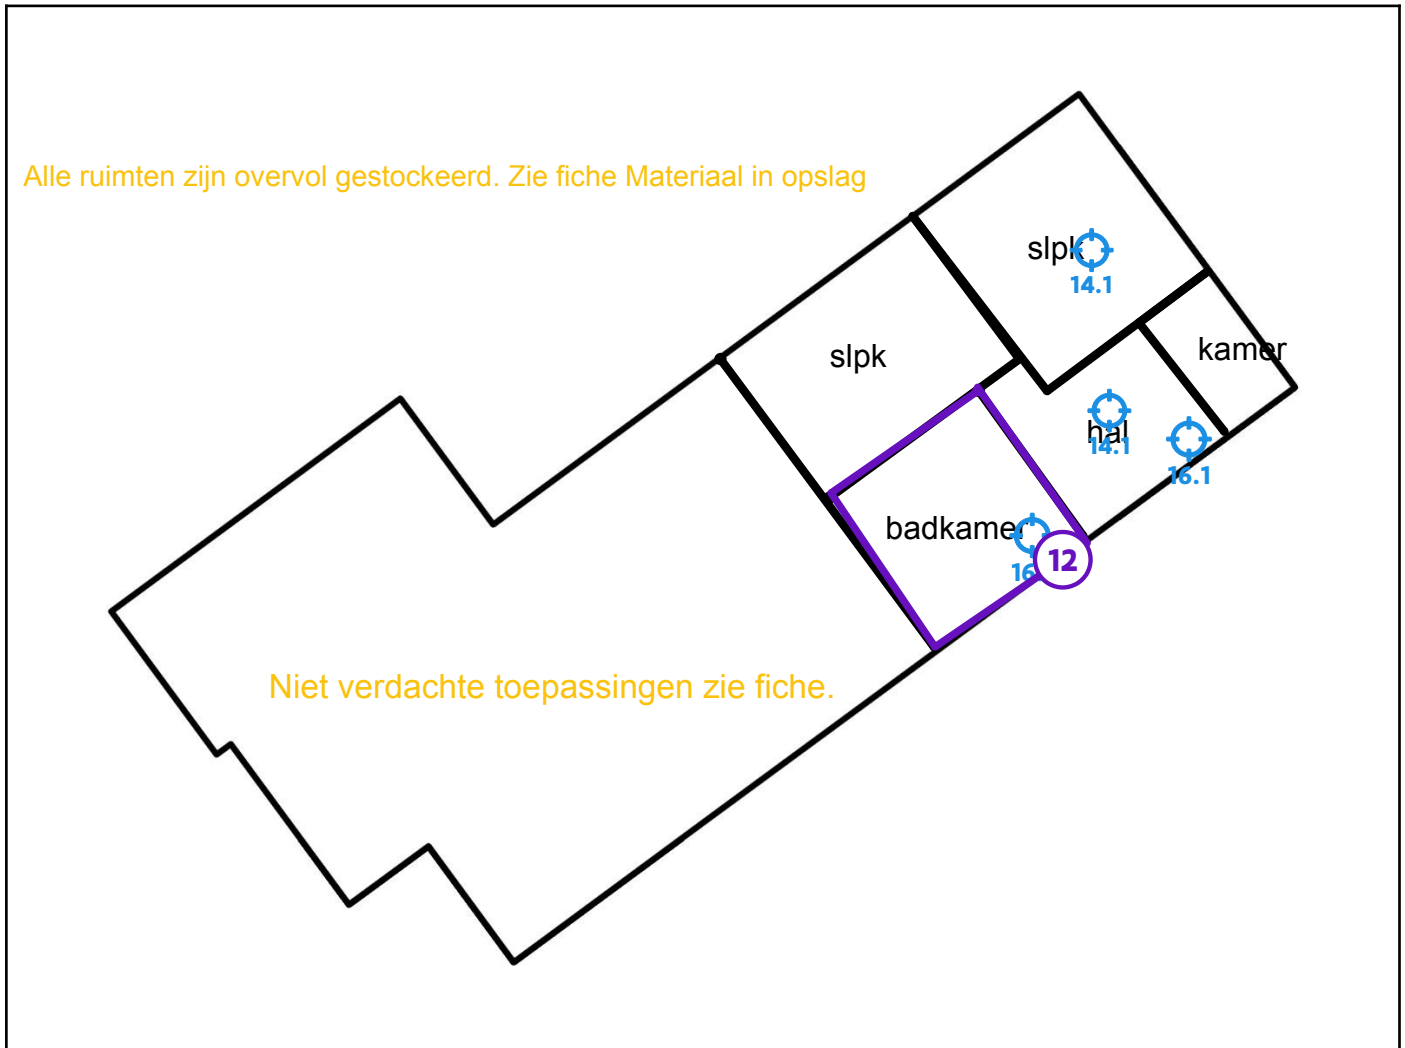 Alle ruimten zijn overvol gestockeerd. Zie fiche Materiaal in opslag
slpk
14.1
slpk
kamer
hal
14.1
16.1
badkamer
12
Niet verdachte toepassingen zie fiche.